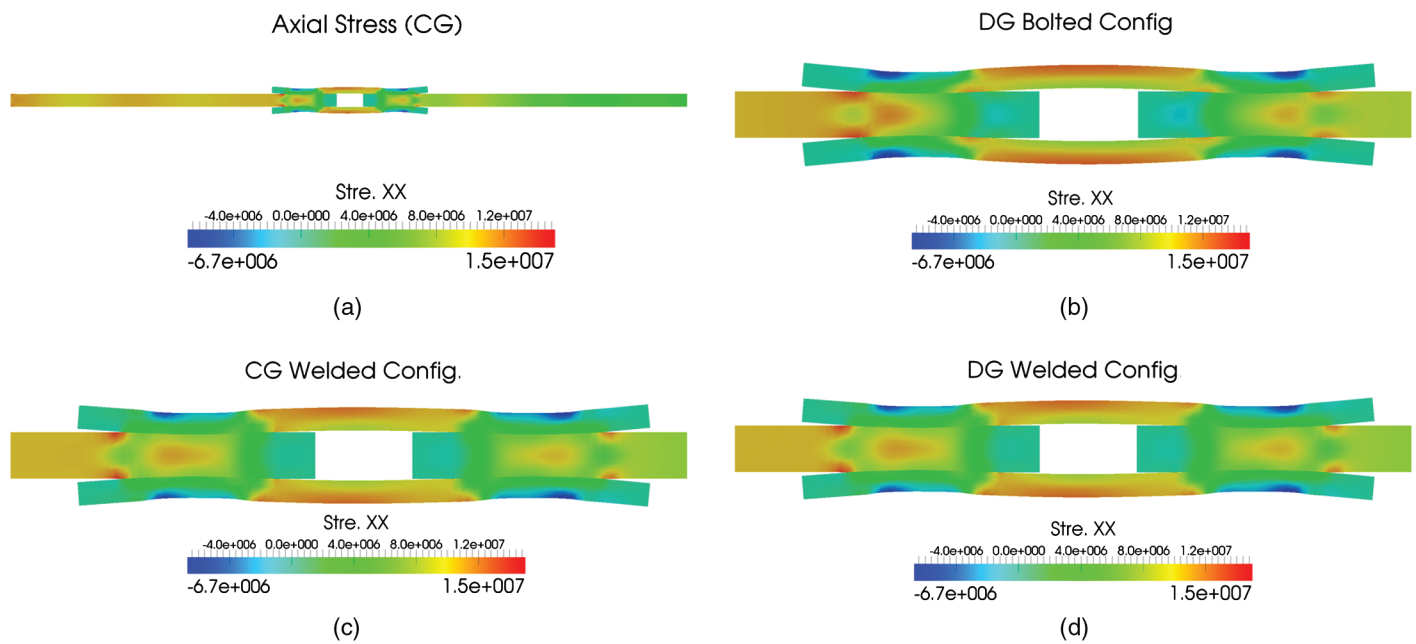 Axial Stress (CG)
Stre. XX
-4.0e+006 0.0e+000 4.0e+006 8.0e+006 1.2e+007
-6.7e+006 1.5e+007
(a)
DG Bolted Config
Stre. XX
-4.0e+006 0.0e+000 4.0e+006 8.0e+006 1.2e+007
-6.7e+006 1.5e+007
(b)
CG Welded Config.
Stre. XX
-4.0e+006 0.0e+000 4.0e+006 8.0e+006 1.2e+007
-6.7e+006 1.5e+007
(c)
DG Welded Config
Stre. XX
-4.0e+006 0.0e+000 4.0e+006 8.0e+006 1.2e+007
-6.7e+006 1.5e+007
(d)